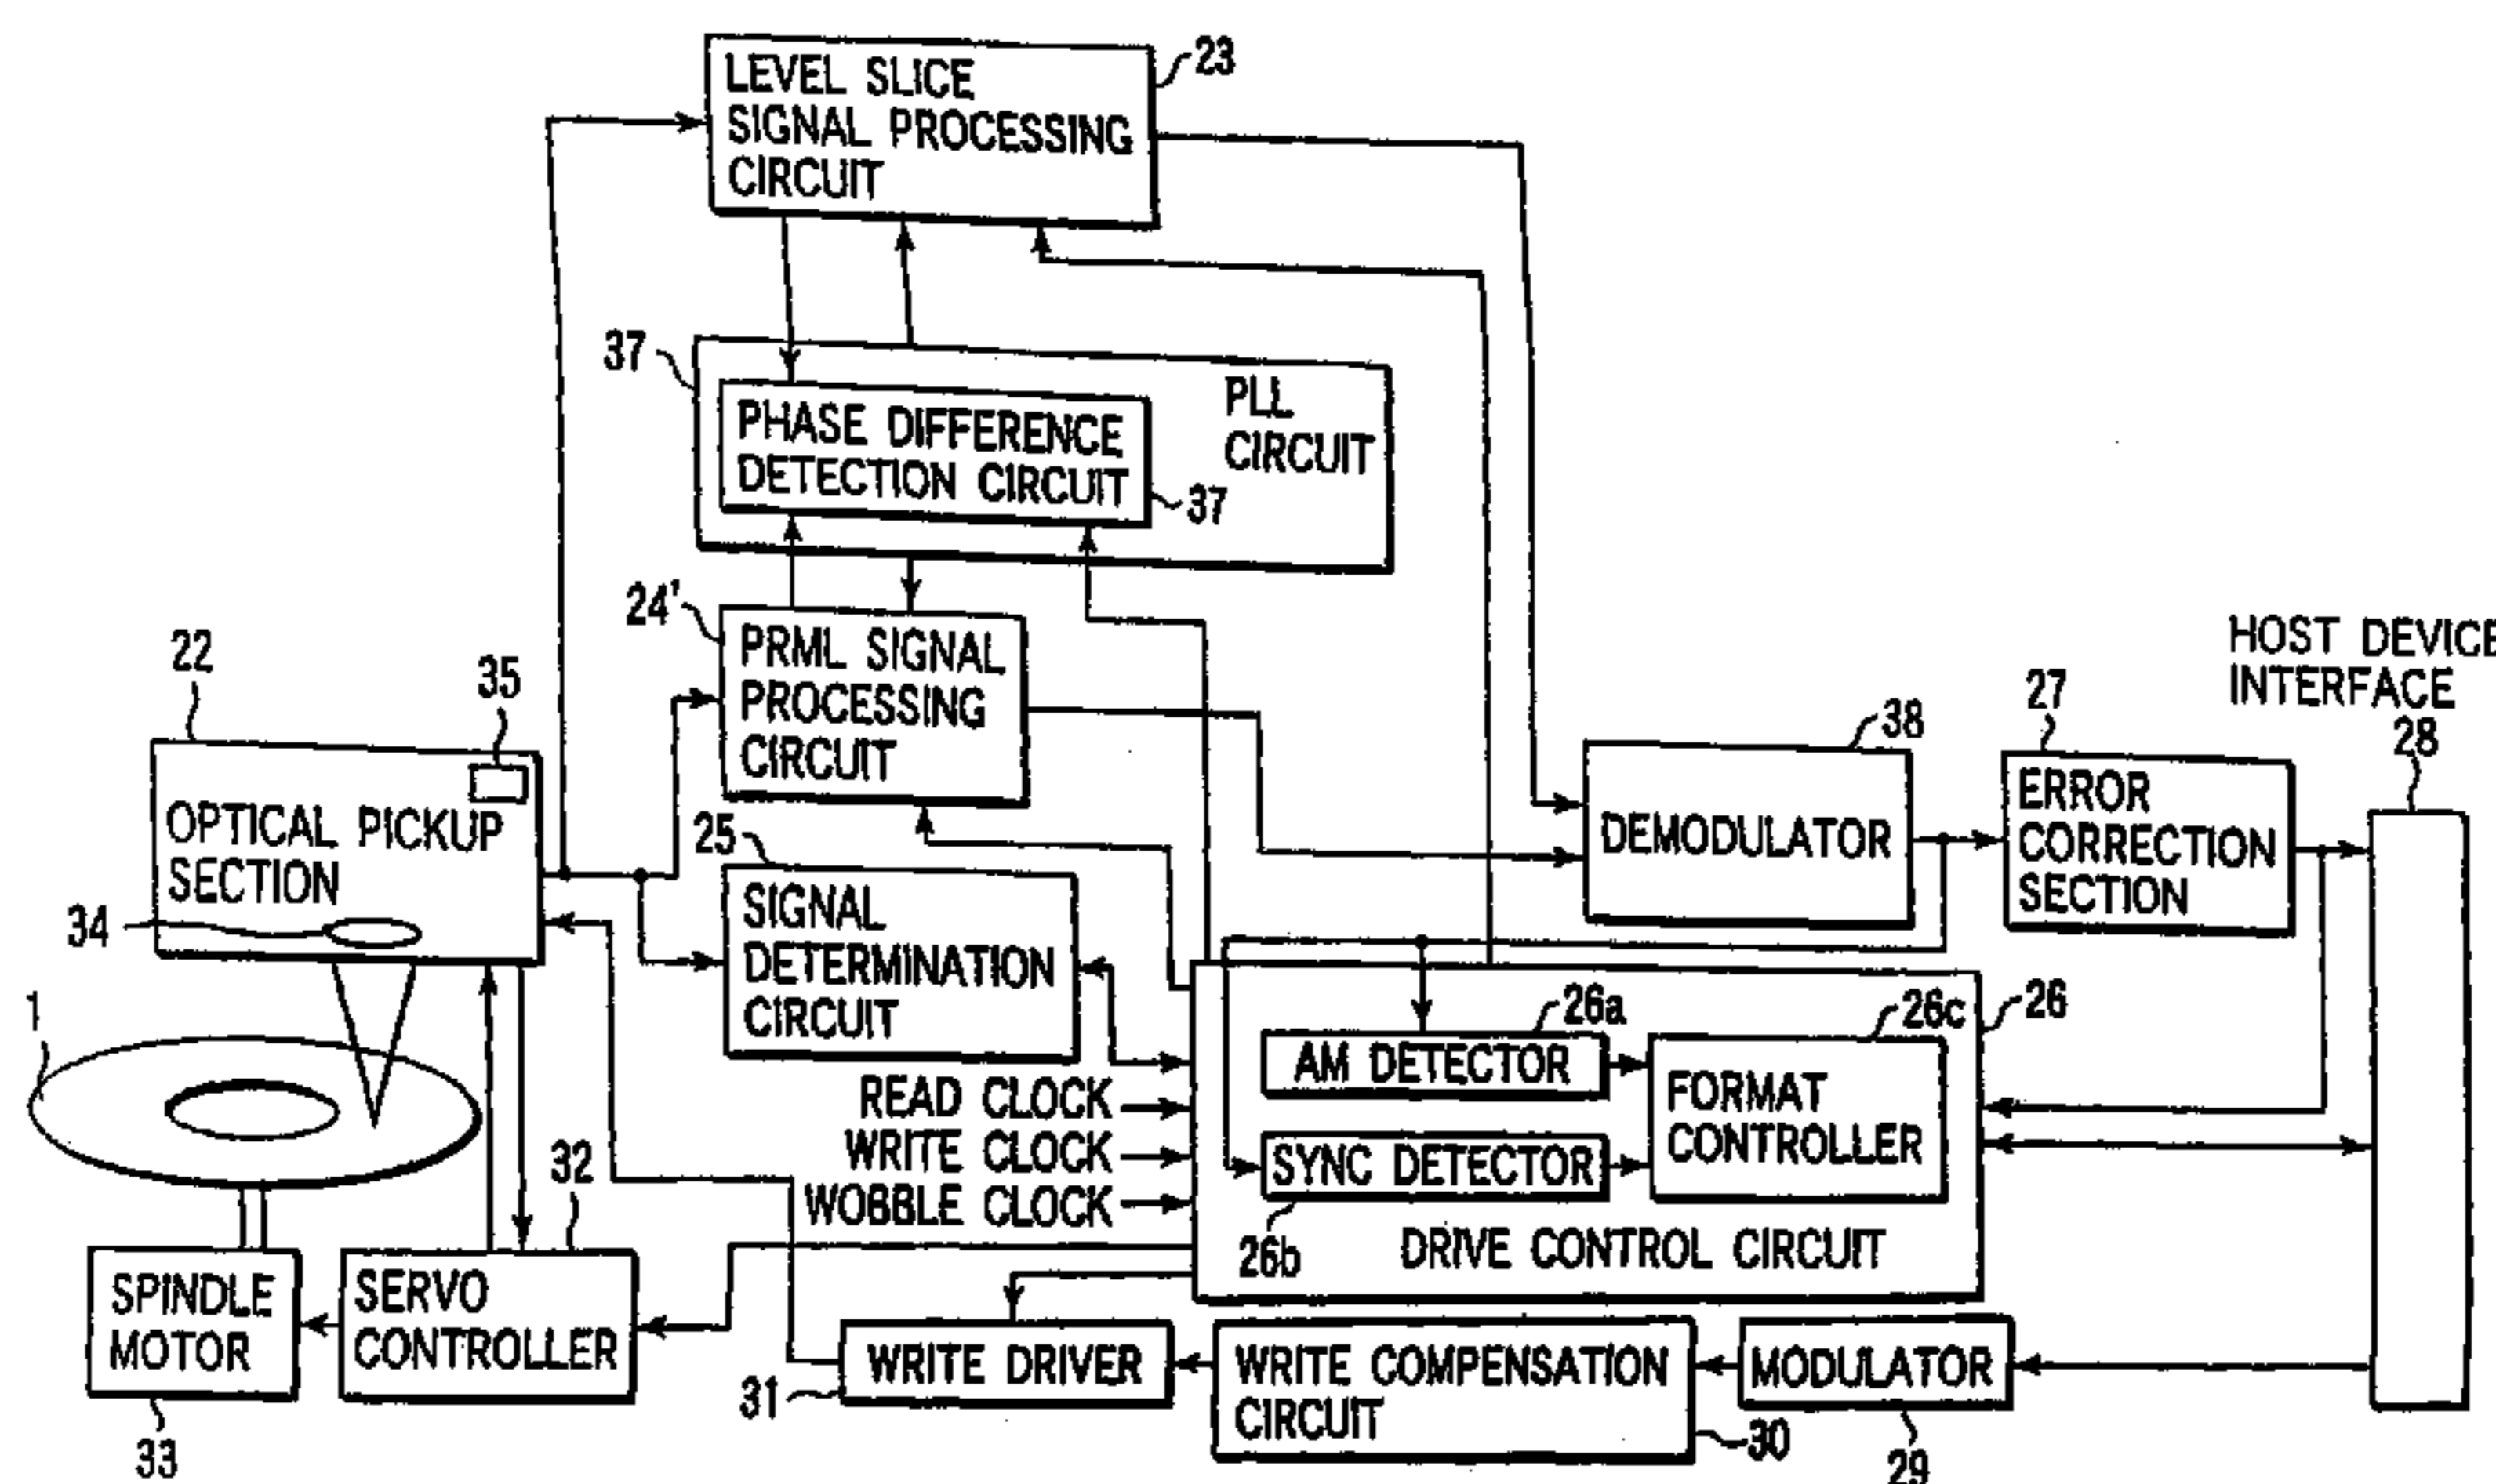 23
LEVEL SLICE
SIGNAL PROCESSING
CIRCUIT
37
PLL
CIRCUIT
PHASE DIFFERENCE
DETECTION CIRCUIT
37
24'
PRML SIGNAL
PROCESSING
CIRCUIT
22
35
OPTICAL PICKUP
SECTION
34
1
25
SIGNAL
DETERMINATION
CIRCUIT
38
DEMODULATOR
27
ERROR
CORRECTION
SECTION
HOST DEVICE
INTERFACE
28
READ CLOCK
WRITE CLOCK
WOBBLE CLOCK
26a
AM DETECTOR
26c
26
FORMAT
CONTROLLER
SYNC DETECTOR
26b
DRIVE CONTROL CIRCUIT
32
SPINDLE
MOTOR
33
SERVO
CONTROLLER
WRITE DRIVER
31
WRITE COMPENSATION
CIRCUIT
30
MODULATOR
29